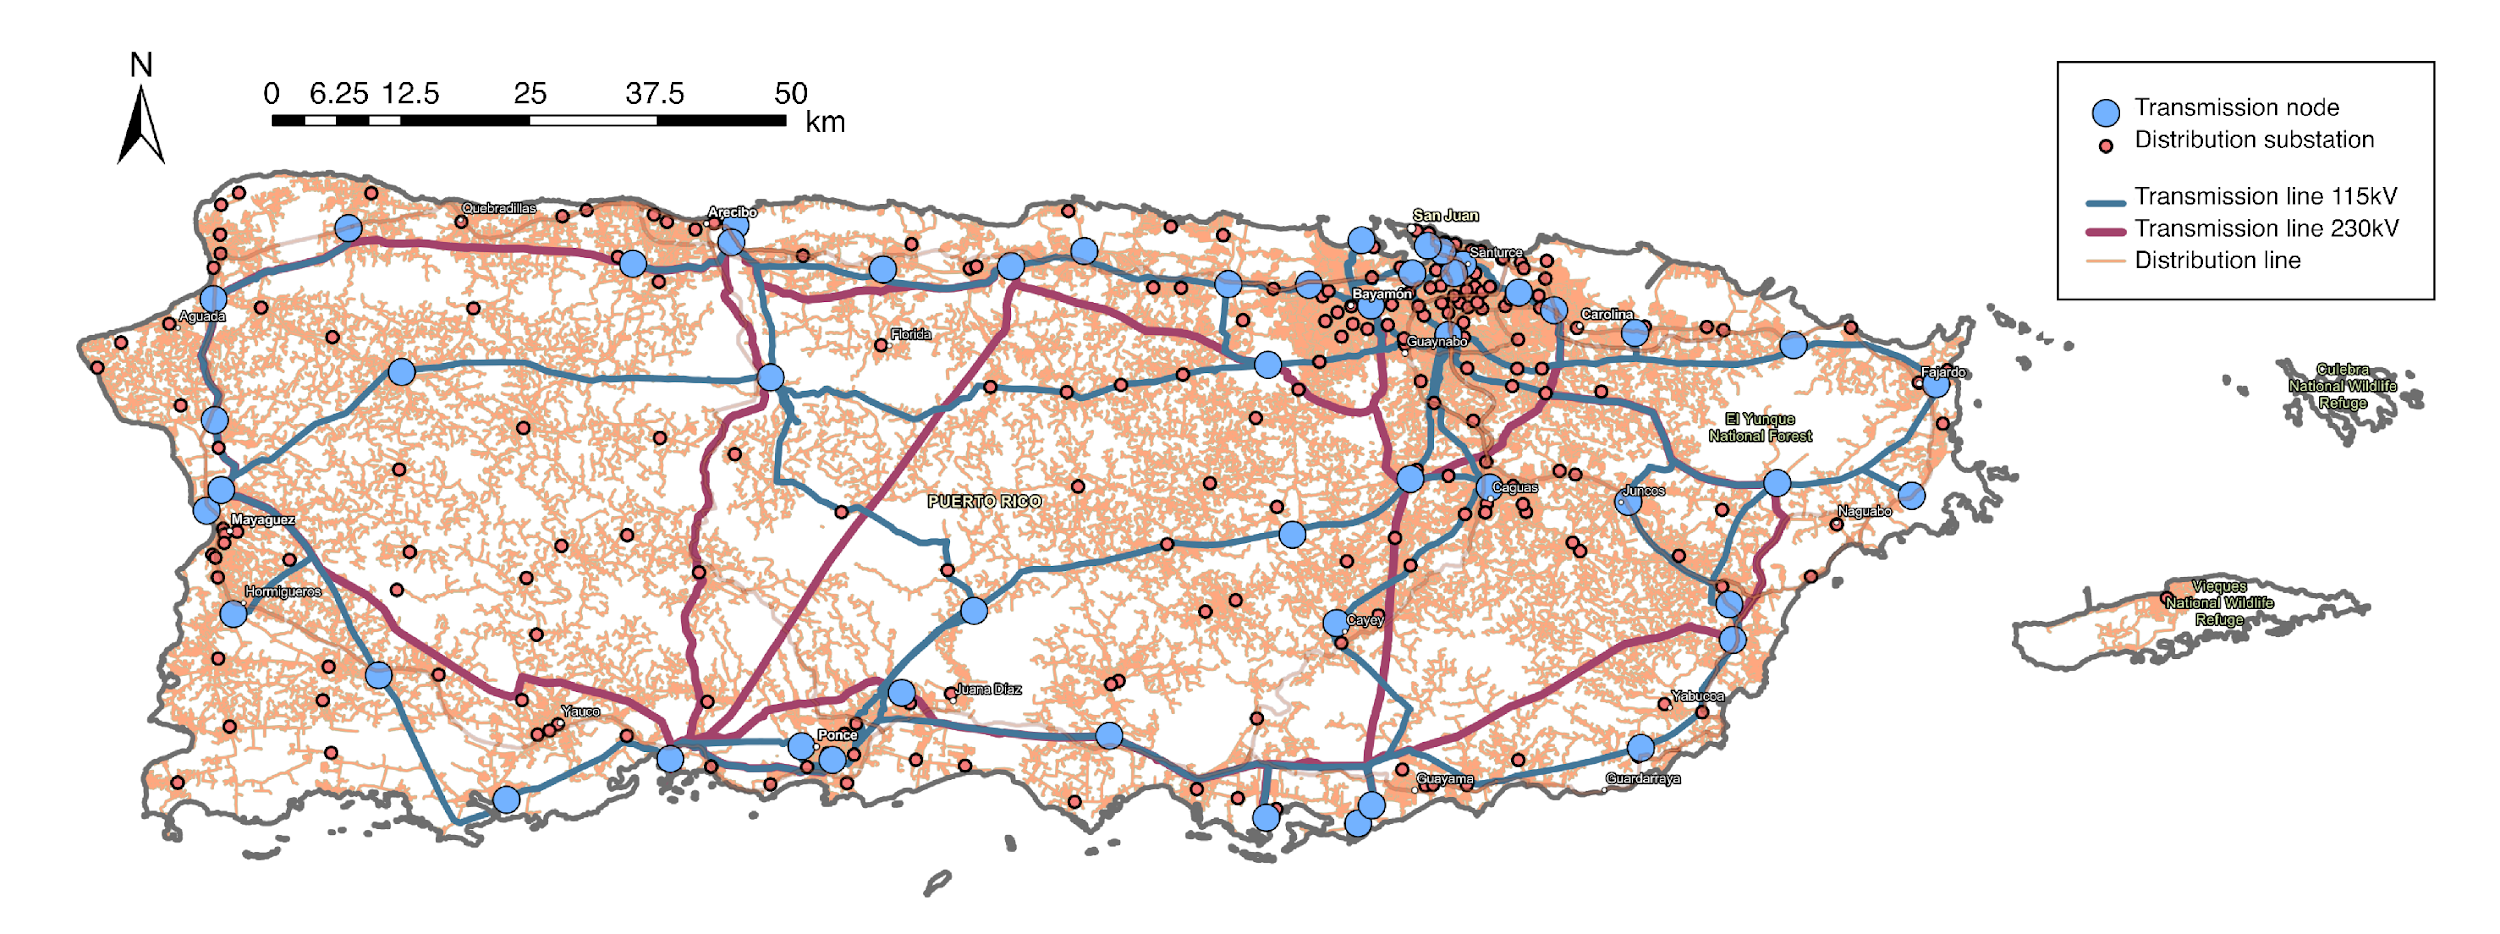 N
0 6.25 12.5 25 37.5 50
km
Transmission node
Distribution substation
Transmission line 115kV
Transmission line 230kV
Distribution line
Quebradillas
Arecibo
San Juan
Santurce
Aguada
Florida
Bayamón
Guaynabo
Carolina
Fajardo
Culebra
National Wildlife
Refuge
El Yunque
National Forest
PUERTO RICO
Caguas
Juncos
Naguabo
Mayaguez
Hormigueros
Cayey
Vieques
National Wildlife
Refuge
Juana Díaz
Yabucoa
Yauco
Ponce
Guayama
Guardarraya